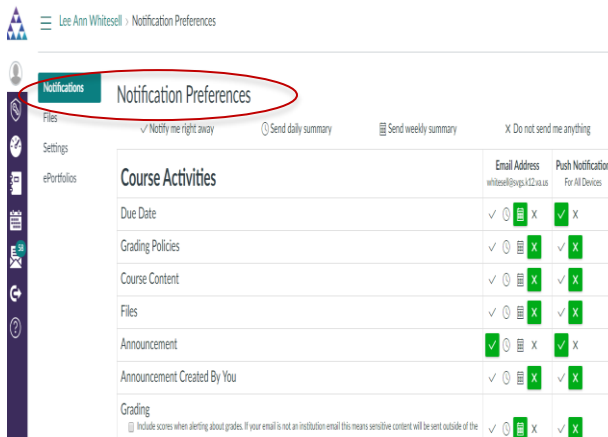 Lee Ann Whitesell › Notification Preferences
Notifications
Notification Preferences
Files
Settings
ePortfolios
✓ Notify me right away
Send daily summary
Send weekly summary
X Do not send me anything
Course Activities
Email Address
whitesell@svgs.k12.va.us
Push Notification
For All Devices
Due Date
Grading Policies
Course Content
Files
Announcement
Announcement Created By You
Grading
Include scores when alerting about grades. If your email is not an institution email this means sensitive content will be sent outside of the
58